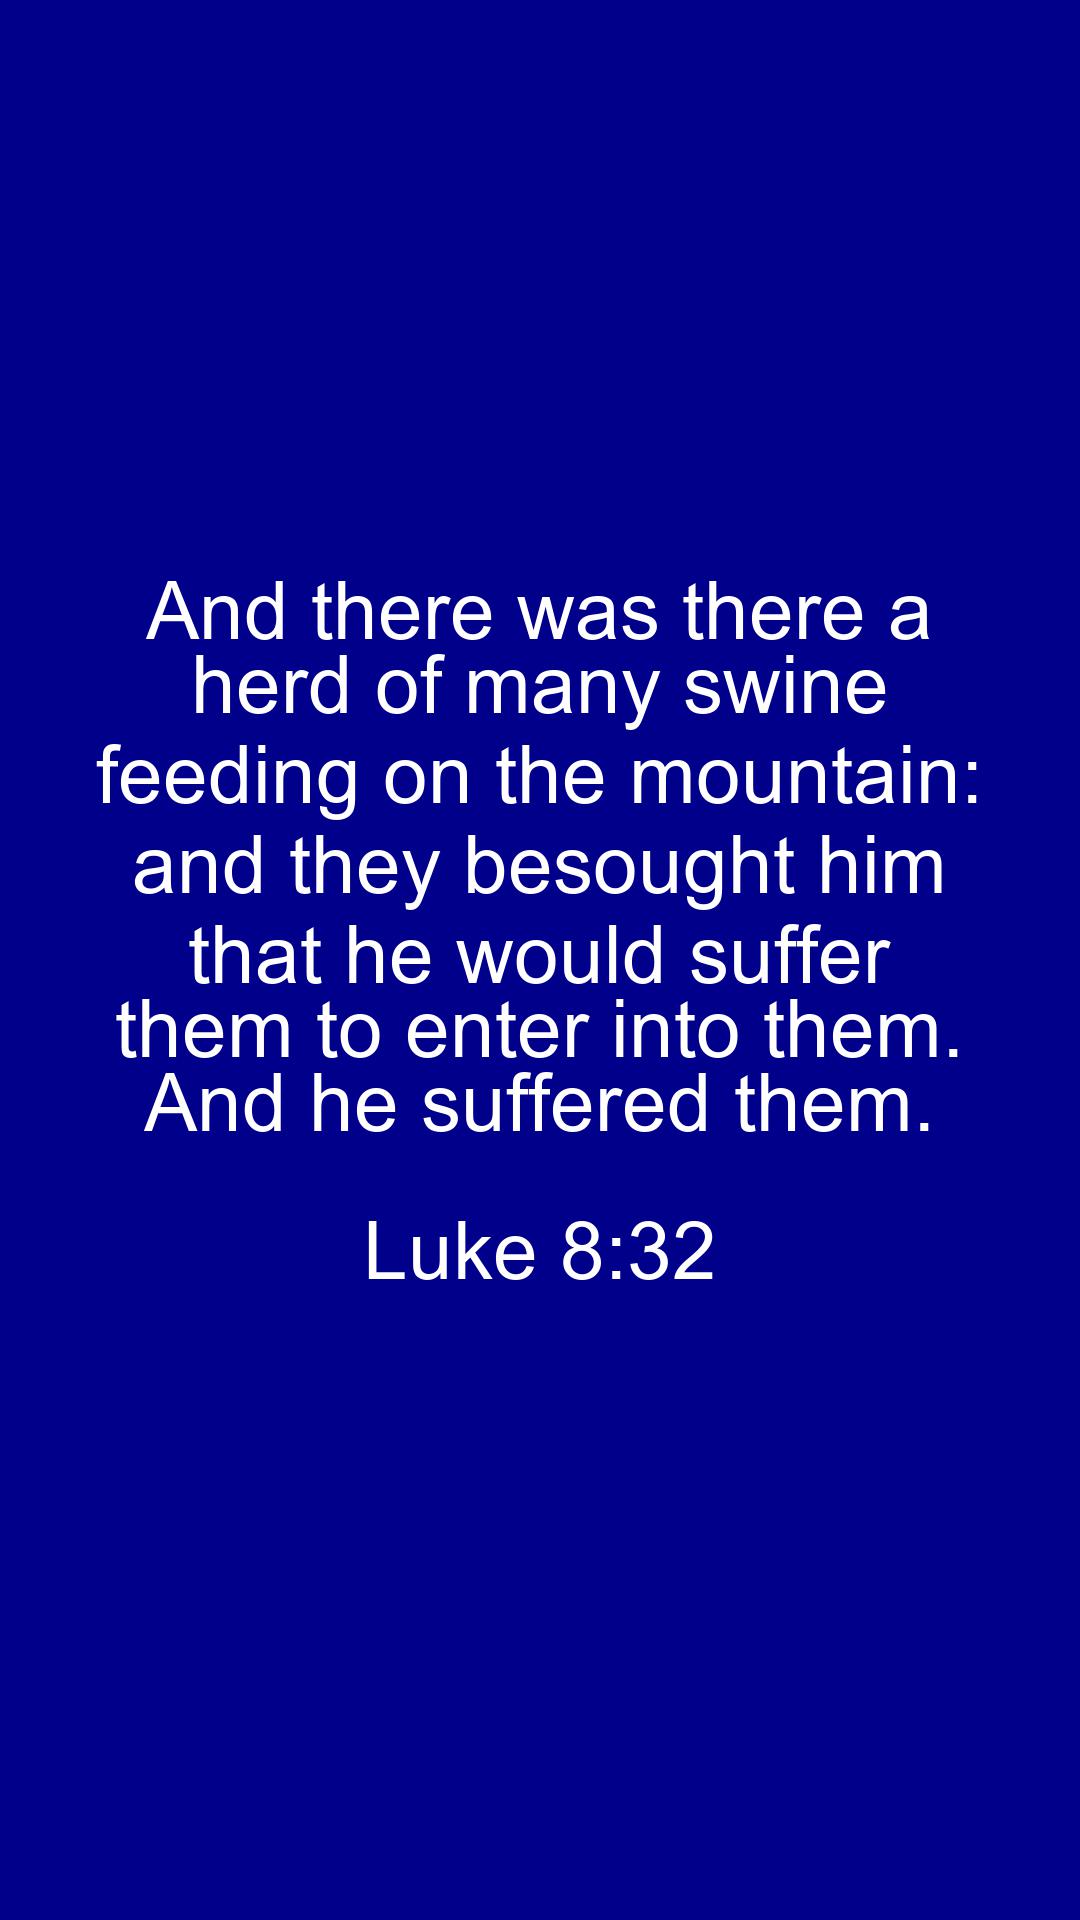 And there was there a
herd of many swine
feeding on the mountain:
and they besought him
that he would suffer
them to enter into them.
And he suffered them.
Luke 8:32